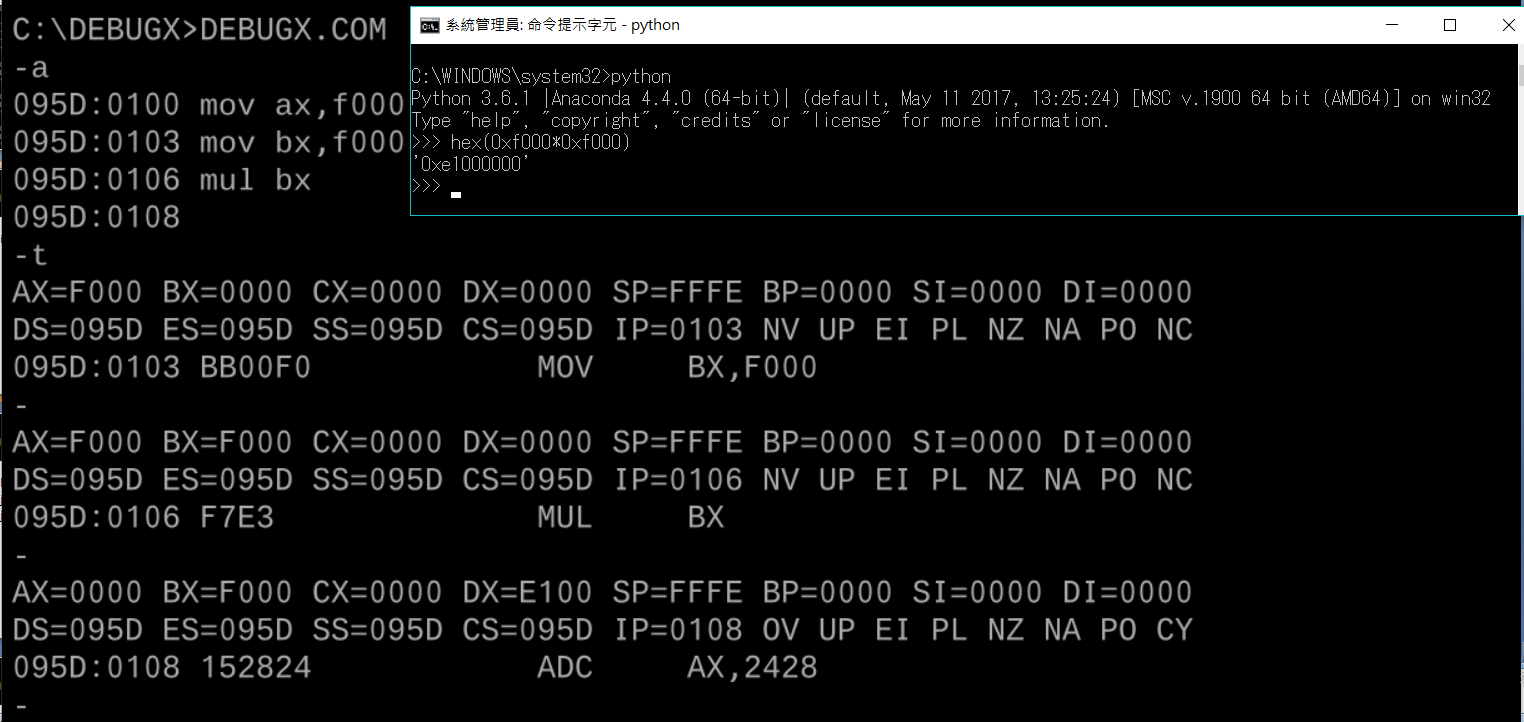 C:\DEBUGX>DEBUGX.COM
-a
095D:0100 mov ax,f000
095D:0103 mov bx,f000
095D:0106 mul bx
095D:0108
-t
AX=F000 BX=0000 CX=0000 DX=0000 SP=FFFE BP=0000 SI=0000 DI=0000
DS=095D ES=095D SS=095D CS=095D IP=0103 NV UP EI PL NZ NA PO NC
095D:0103 BB00F0 MOV BX,F000
-
AX=F000 BX=F000 CX=0000 DX=0000 SP=FFFE BP=0000 SI=0000 DI=0000
DS=095D ES=095D SS=095D CS=095D IP=0106 NV UP EI PL NZ NA PO NC
095D:0106 F7E3 MUL BX
-
AX=0000 BX=F000 CX=0000 DX=E100 SP=FFFE BP=0000 SI=0000 DI=0000
DS=095D ES=095D SS=095D CS=095D IP=0108 OV UP EI PL NZ NA PO CY
095D:0108 152824 ADC AX,2428
-
系統管理員: 命令提示字元 - python
C:\WINDOWS\system32>python
Python 3.6.1 |Anaconda 4.4.0 (64-bit)| (default, May 11 2017, 13:25:24) [MSC v.1900 64 bit (AMD64)] on win32
Type "help", "copyright", "credits" or "license" for more information.
>>> hex(0xf000*0xf000)
'0xe1000000'
>>>